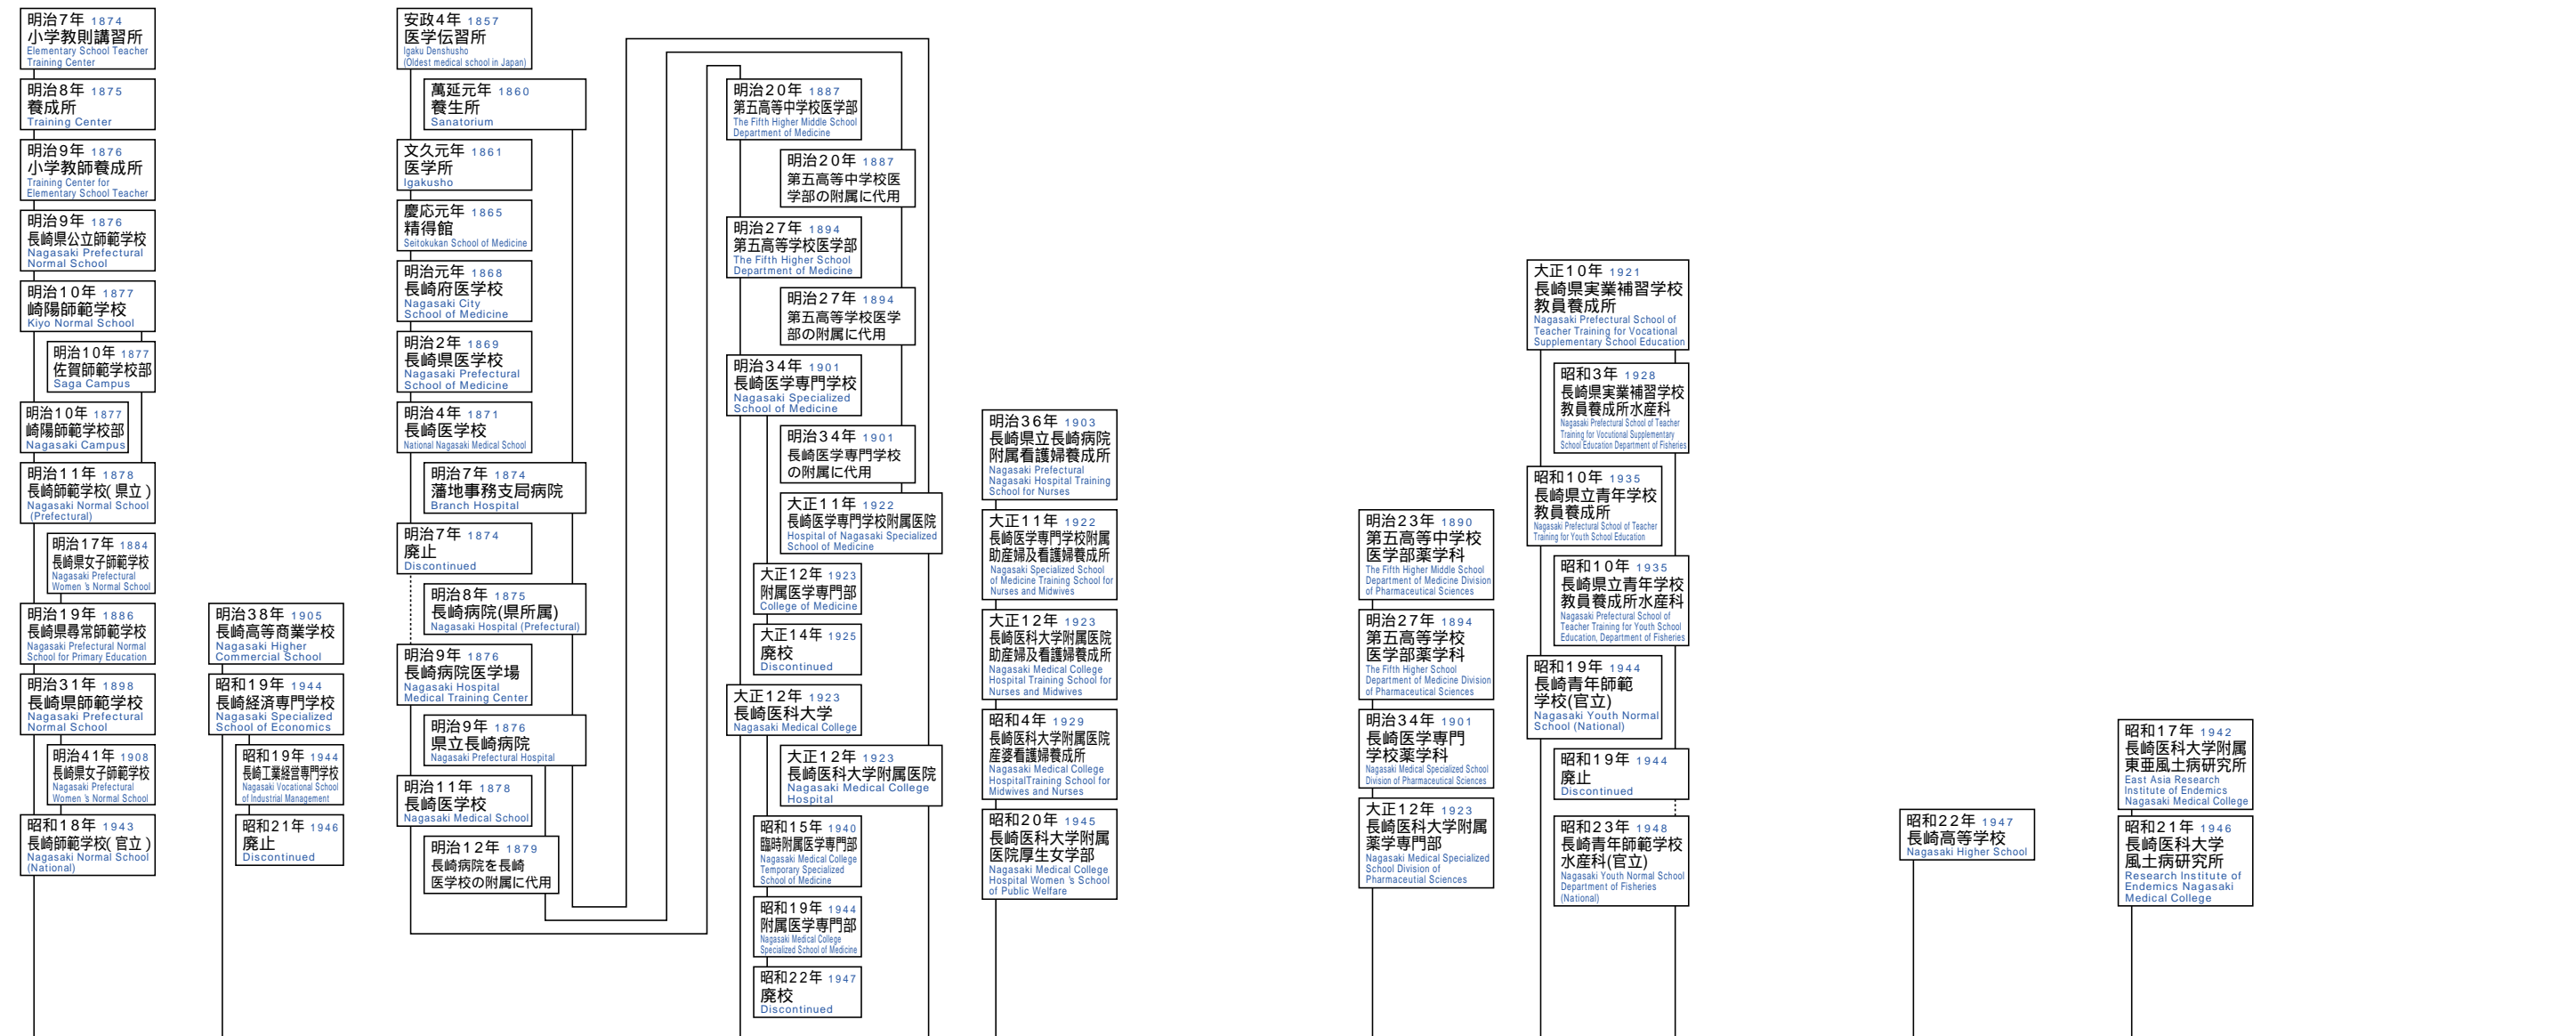 明治7年 1874
小学教則講習所
Elementary School Teacher
Training Center
明治8年 1875
養成所
Training Center
明治9年 1876
小学教師養成所
Training Center for
Elementary School Teacher
明治9年 1876
長崎県公立師範学校
Nagasaki Prefectural
Normal School
明治10年 1877
崎陽師範学校
Kiyo Normal School
明治10年 1877
佐賀師範学校部
Saga Campus
明治10年 1877
崎陽師範学校部
Nagasaki Campus
明治11年 1878
長崎師範学校(県立)
Nagasaki Normal School
(Prefectural)
明治17年 1884
長崎県女子師範学校
Nagasaki Prefectural
Women 's Normal School
明治19年 1886
長崎県尋常師範学校
Nagasaki Prefectural Normal
School for Primary Education
明治31年 1898
長崎県師範学校
Nagasaki Prefectural
Normal School
明治41年 1908
長崎県女子師範学校
Nagasaki Prefectural
Women 's Normal School
昭和18年 1943
長崎師範学校(官立)
Nagasaki Normal School
(National)
明治38年 1905
長崎高等商業学校
Nagasaki Higher
Commercial School
昭和19年 1944
長崎経済専門学校
Nagasaki Specialized
School of Economics
昭和19年 1944
長崎工業経営専門学校
Nagasaki Vocational School
of Industrial Management
昭和21年 1946
廃止
Discontinued
安政4年 1857
医学伝習所
Igaku Denshusho
(Oldest medical school in Japan)
萬延元年 1860
養生所
Sanatorium
文久元年 1861
医学所
Igakusho
慶応元年 1865
精得館
Seitokukan School of Medicine
明治元年 1868
長崎府医学校
Nagasaki City
School of Medicine
明治2年 1869
長崎県医学校
Nagasaki Prefectural
School of Medicine
明治4年 1871
長崎医学校
National Nagasaki Medical School
明治7年 1874
藩地事務支局病院
Branch Hospital
明治7年 1874
廃止
Discontinued
明治8年 1875
長崎病院(県所属)
Nagasaki Hospital (Prefectural)
明治9年 1876
長崎病院医学場
Nagasaki Hospital
Medical Training Center
明治9年 1876
県立長崎病院
Nagasaki Prefectural Hospital
明治11年 1878
長崎医学校
Nagasaki Medical School
明治12年 1879
長崎病院を長崎
医学校の附属に代用
明治20年 1887
第五高等中学校医学部
The Fifth Higher Middle School
Department of Medicine
明治20年 1887
第五高等中学校医
学部の附属に代用
明治27年 1894
第五高等学校医学部
The Fifth Higher School
Department of Medicine
明治27年 1894
第五高等学校医学
部の附属に代用
明治34年 1901
長崎医学専門学校
Nagasaki Specialized
School of Medicine
明治34年 1901
長崎医学専門学校
の附属に代用
大正11年 1922
長崎医学専門学校附属医院
Hospital of Nagasaki Specialized
School of Medicine
大正12年 1923
附属医学専門部
College of Medicine
大正14年 1925
廃校
Discontinued
大正12年 1923
長崎医科大学
Nagasaki Medical College
大正12年 1923
長崎医科大学附属医院
Nagasaki Medical College
Hospital
昭和15年 1940
臨時附属医学専門部
Nagasaki Medical College
Temporary Specialized
School of Medicine
昭和19年 1944
附属医学専門部
Nagasaki Medical College
Specialized School of Medicine
昭和22年 1947
廃校
Discontinued
明治36年 1903
長崎県立長崎病院
附属看護婦養成所
Nagasaki Prefectural
Nagasaki Hospital Training
School for Nurses
大正11年 1922
長崎医学専門学校附属
助産婦及看護婦養成所
Nagasaki Specialized School
of Medicine Training School for
Nurses and Midwives
大正12年 1923
長崎医科大学附属医院
助産婦及看護婦養成所
Nagasaki Medical College
Hospital Training School for
Nurses and Midwives
昭和4年 1929
長崎医科大学附属医院
産婆看護婦養成所
Nagasaki Medical College
HospitalTraining School for
Midwives and Nurses
昭和20年 1945
長崎医科大学附属
医院厚生女学部
Nagasaki Medical College
Hospital Women 's School
of Public Welfare
明治23年 1890
第五高等中学校
医学部薬学科
The Fifth Higher Middle School
Department of Medicine Division
of Pharmaceutical Sciences
明治27年 1894
第五高等学校
医学部薬学科
The Fifth Higher School
Department of Medicine Division
of Pharmaceutical Sciences
明治34年 1901
長崎医学専門
学校薬学科
Nagasaki Medical Specialized School
Division of Pharmaceutical Sciences
大正12年 1923
長崎医科大学附属
薬学専門部
Nagasaki Medical Specialized
School Division of
Pharmaceutial Sciences
大正10年 1921
長崎県実業補習学校
教員養成所
Nagasaki Prefectural School of
Teacher Training for Vocational
Supplementary School Education
昭和3年 1928
長崎県実業補習学校
教員養成所水産科
Nagasaki Prefectural School of Teacher
Training for Vocutional Supplementary
School Education Department of Fisheries
昭和10年 1935
長崎県立青年学校
教員養成所
Nagasaki Prefectural School of Teacher
Training for Youth School Education
昭和10年 1935
長崎県立青年学校
教員養成所水産科
Nagasaki Prefectural School of
Teacher Training for Youth School
Education, Department of Fisheries
昭和19年 1944
長崎青年師範
学校(官立)
Nagasaki Youth Normal
School (National)
昭和19年 1944
廃止
Discontinued
昭和23年 1948
長崎青年師範学校
水産科(官立)
Nagasaki Youth Normal School
Department of Fisheries
(National)
昭和22年 1947
長崎高等学校
Nagasaki Higher School
昭和17年 1942
長崎医科大学附属
東亜風土病研究所
East Asia Research
Institute of Endemics
Nagasaki Medical College
昭和21年 1946
長崎医科大学
風土病研究所
Research Institute of
Endemics Nagasaki
Medical College